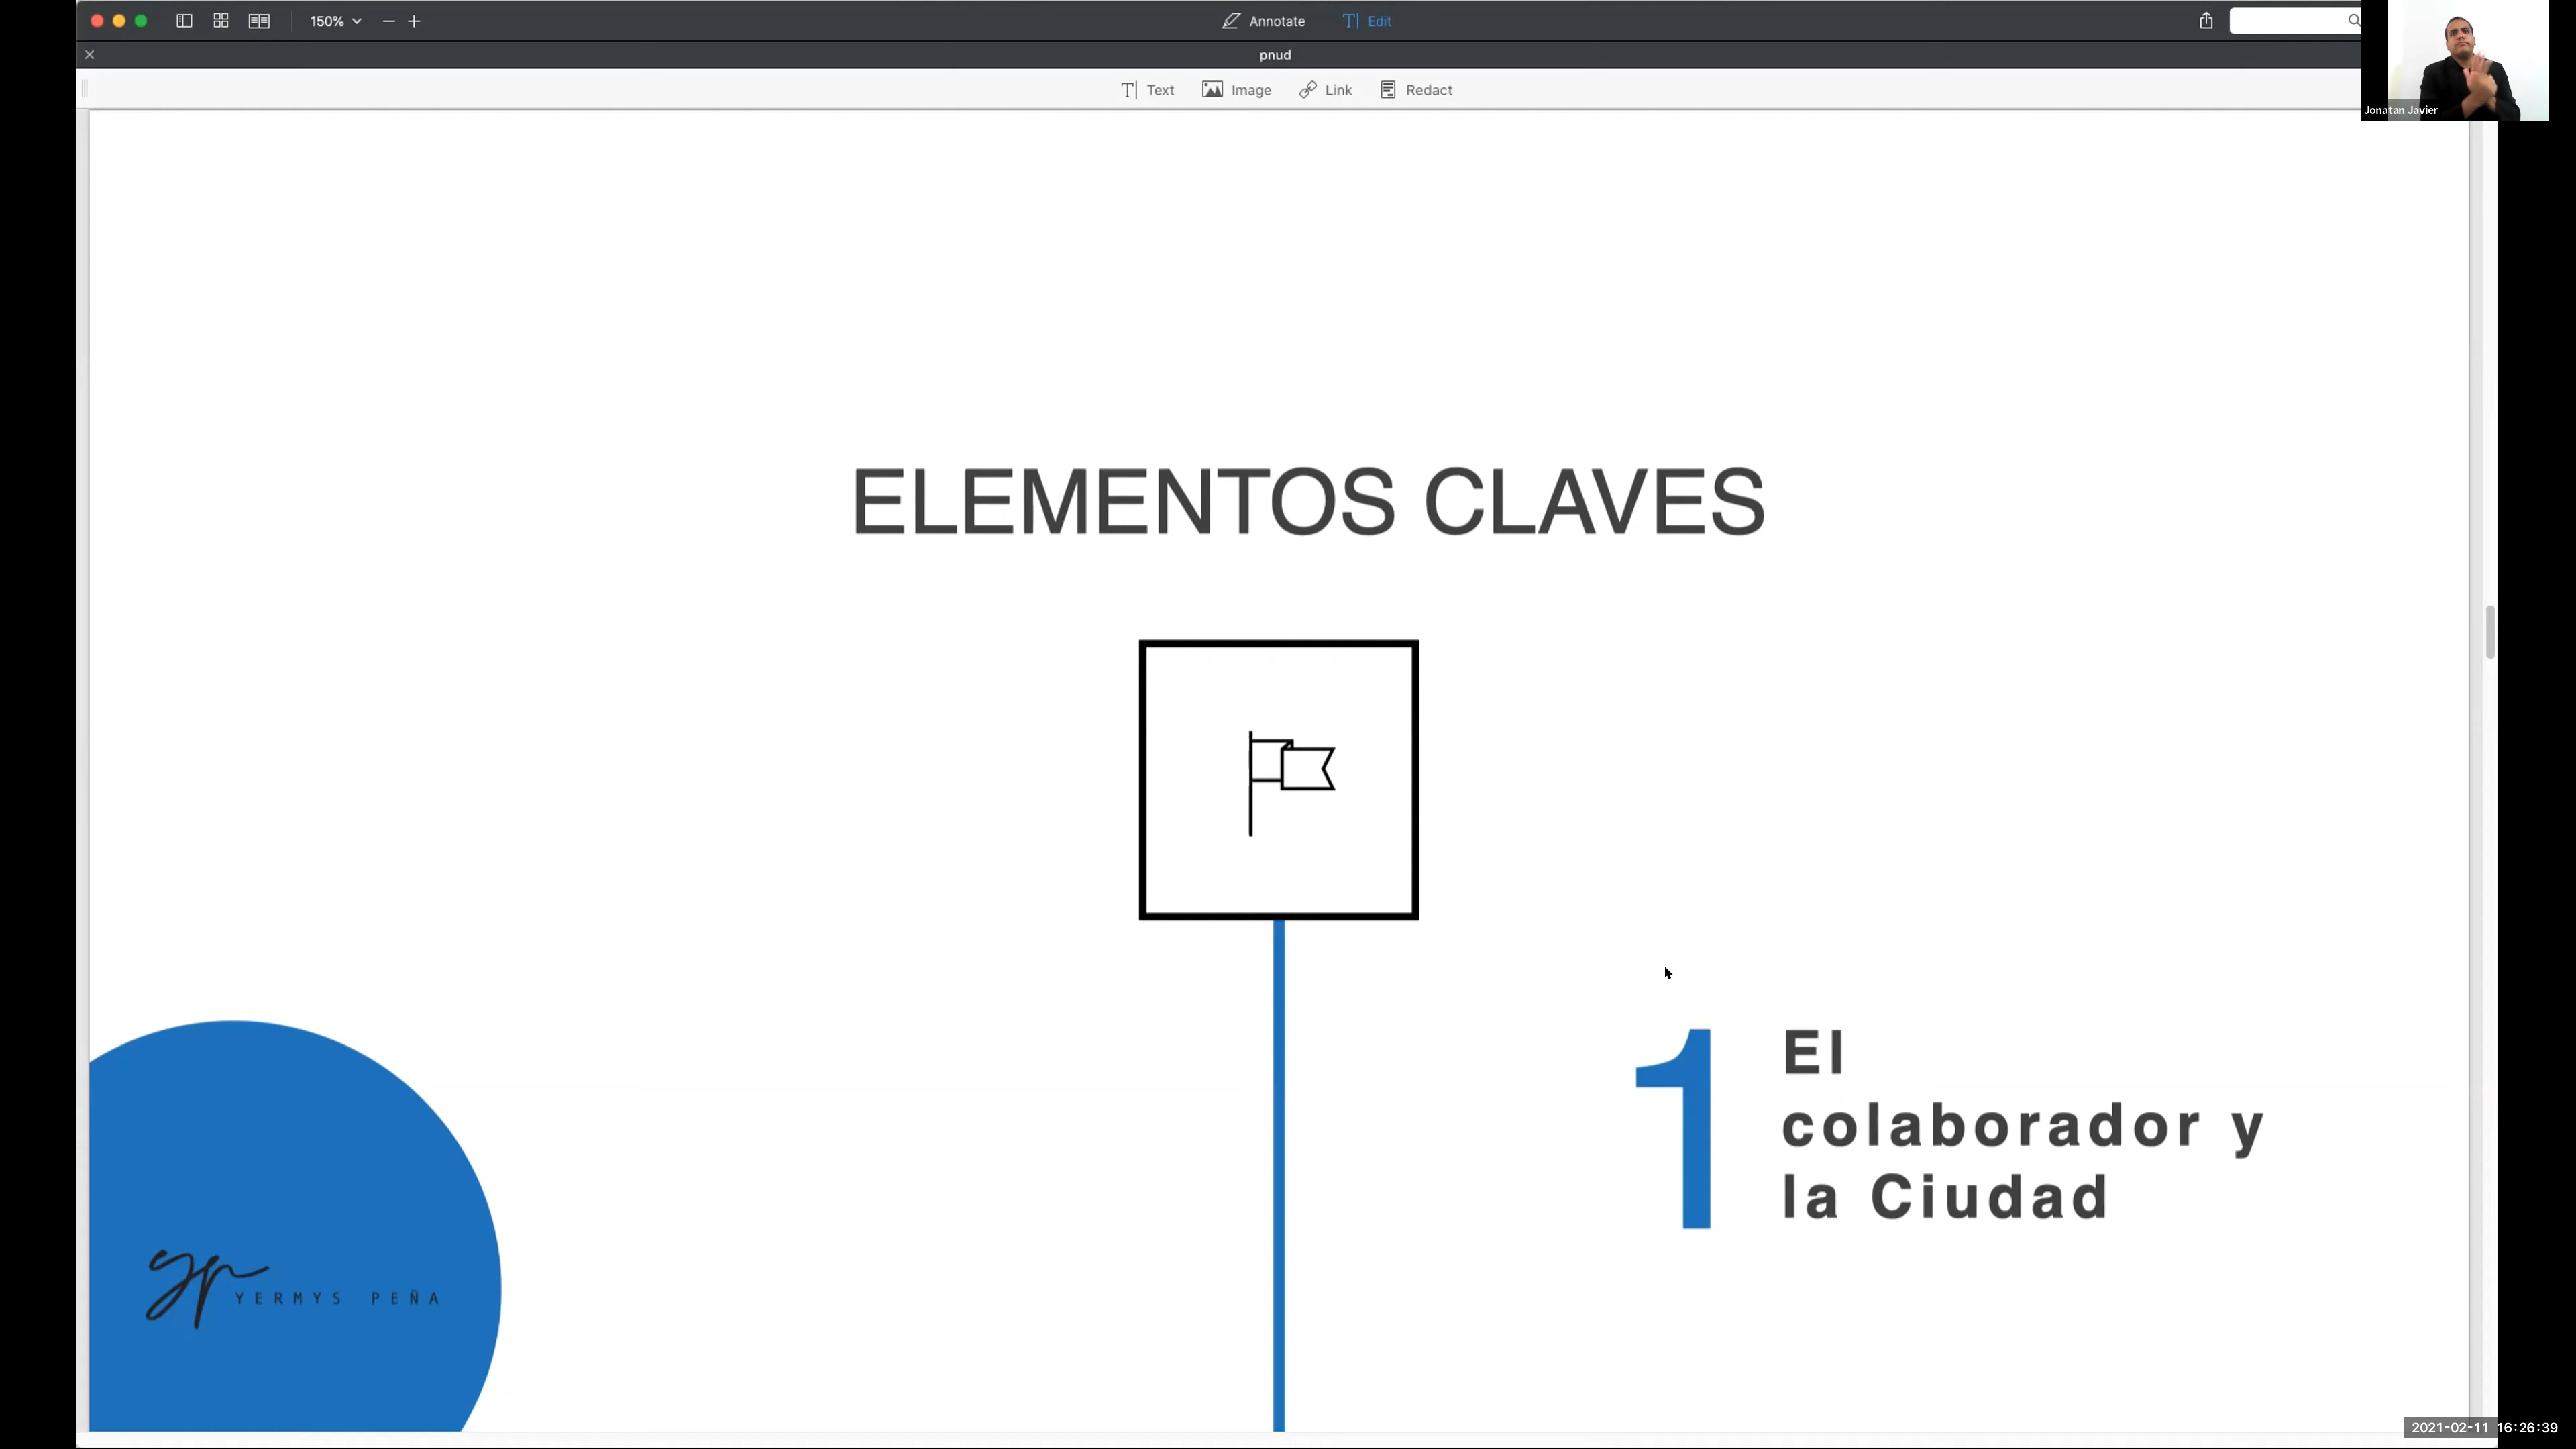 150%
Annotate
Edit
pnud
Text
Image
Link
Redact
Jonatan Javier
ELEMENTOS CLAVES
1
El
colaborador y
la Ciudad
yp YERMYS PEÑA
2021-02-11 16:26:39